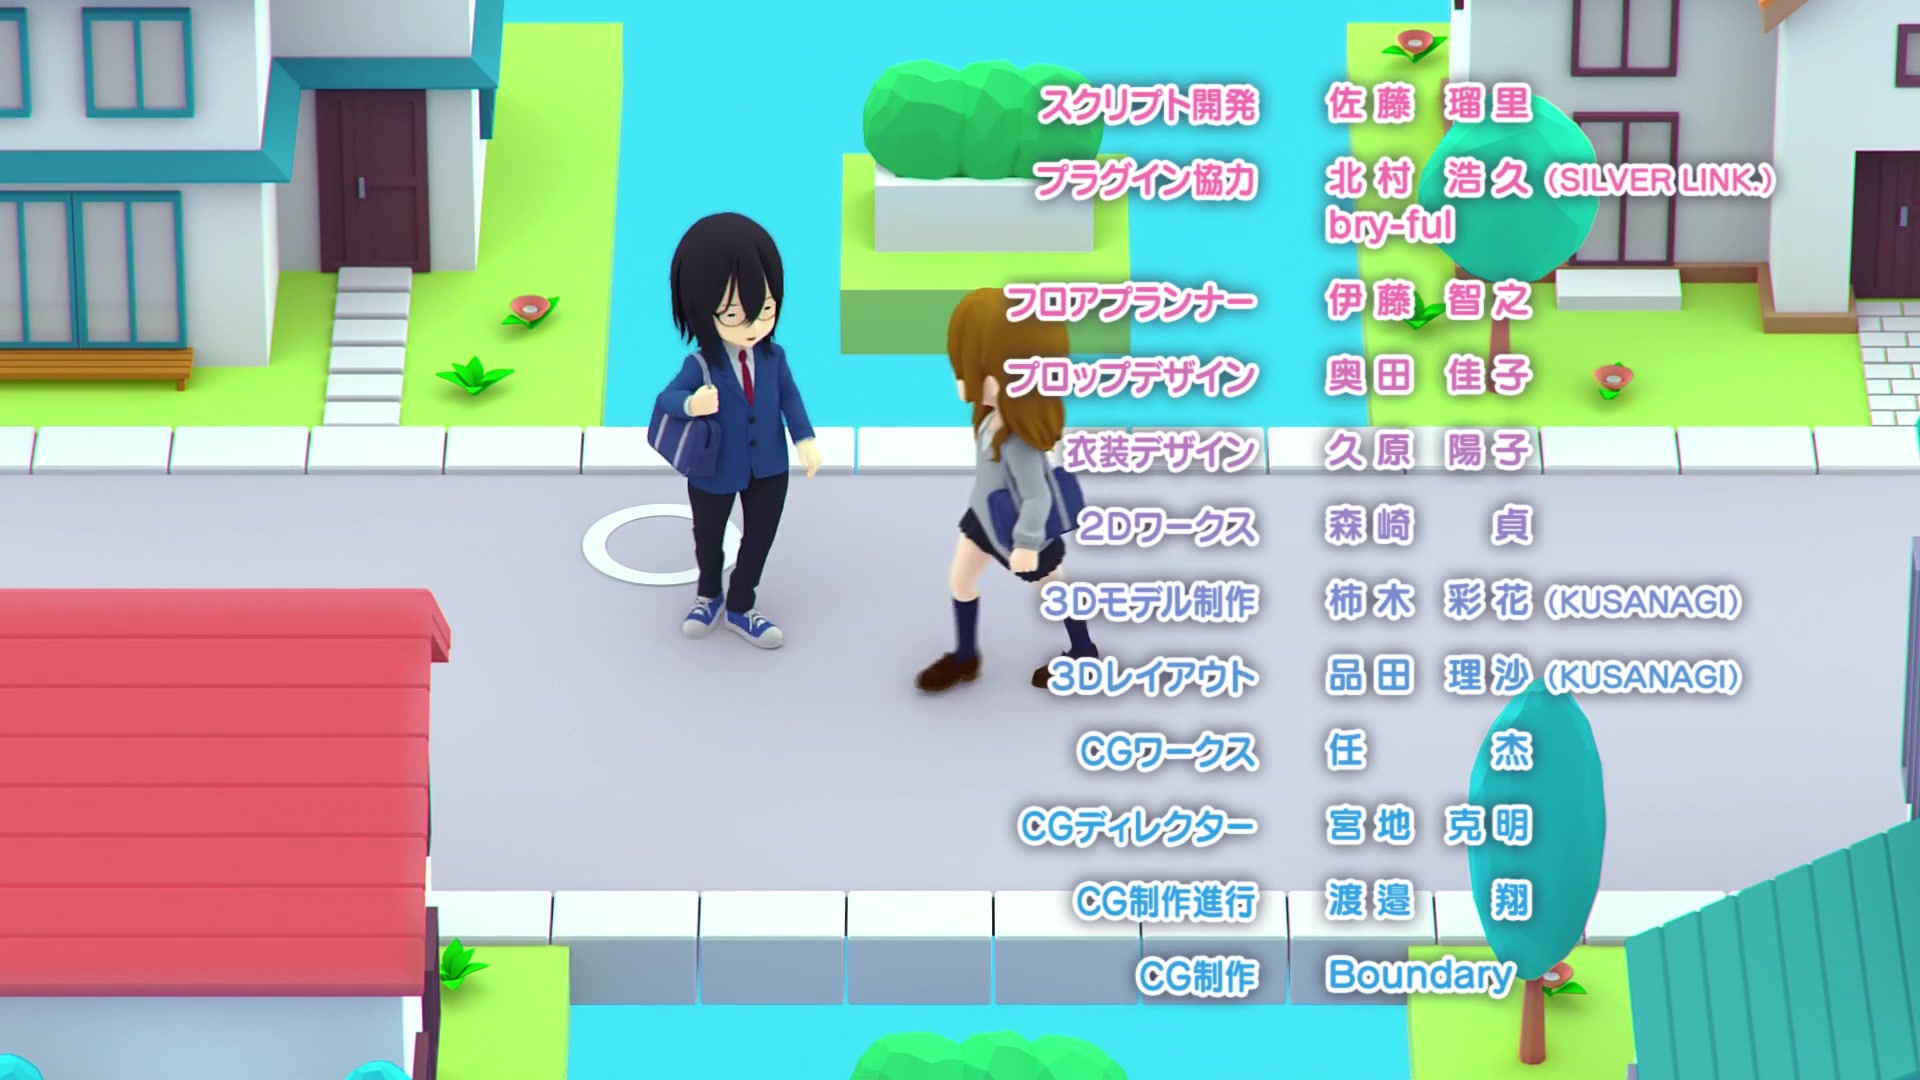 スクリプト開発 佐藤 瑠里
プラグイン協力 北村 浩久 (SILVER LINK.)
bry-ful
フロアプランナー 伊藤 智之
プロップデザイン 奥田 佳子
衣装デザイン 久原 陽子
2Dワークス 森崎 貞
3Dモデル制作 柿木 彩花 (KUSANAGI)
3Dレイアウト 品田 理沙 (KUSANAGI)
CGワークス 任 杰
CGディレクター 宮地 克明
CG制作進行 渡邉 翔
CG制作 Boundary